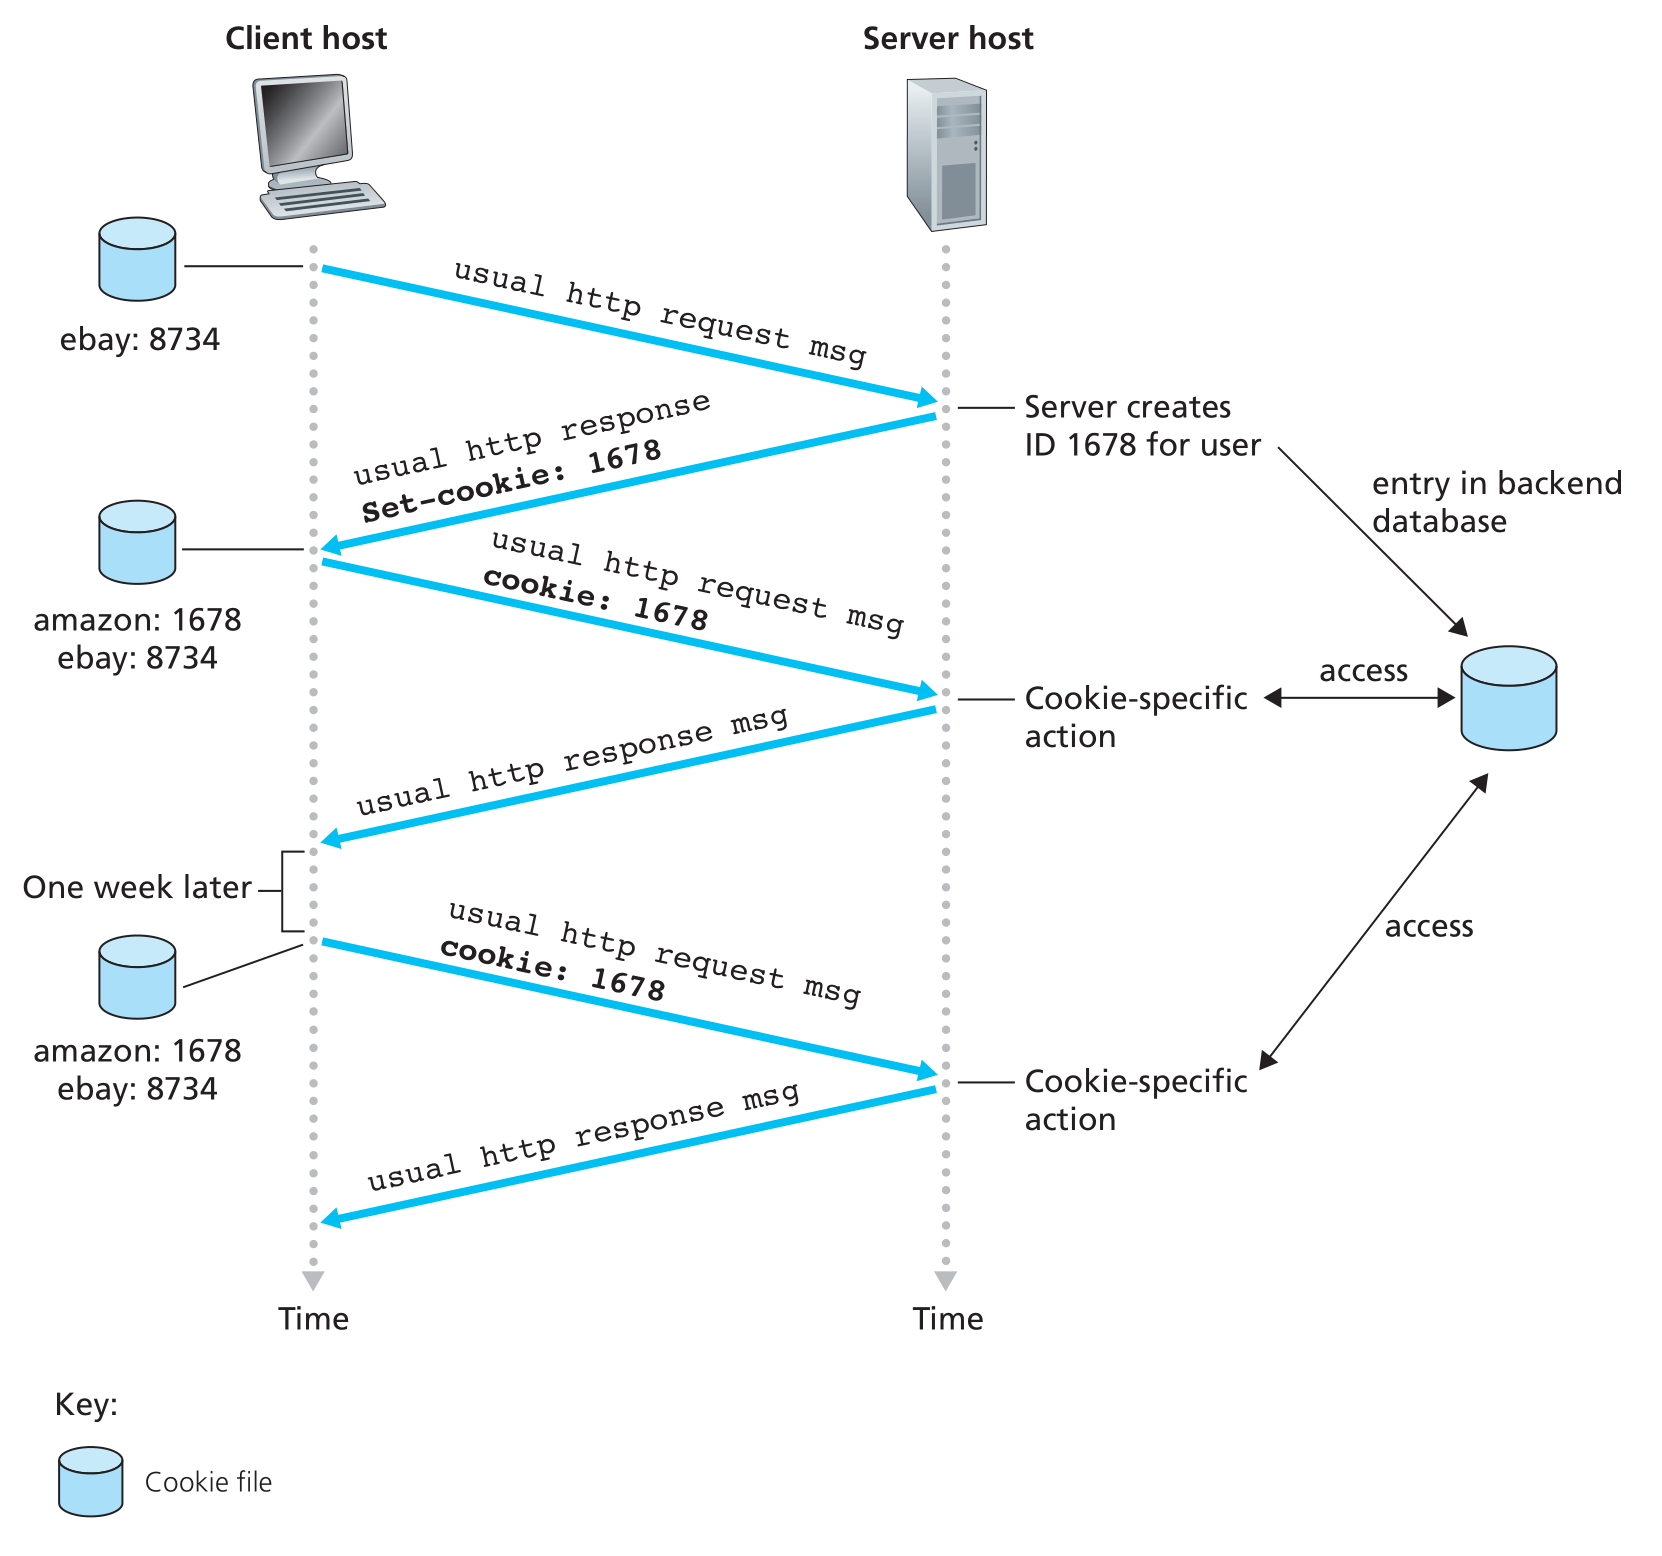 Client host
Server host
ebay: 8734
usual http request msg
Server creates
ID 1678 for user
usual http response
Set-cookie: 1678
entry in backend
database
amazon: 1678
ebay: 8734
usual http request msg
cookie: 1678
access
Cookie-specific
action
usual http response msg
One week later
usual http request msg
cookie: 1678
access
amazon: 1678
ebay: 8734
Cookie-specific
action
usual http response msg
Time
Time
Key:
Cookie file